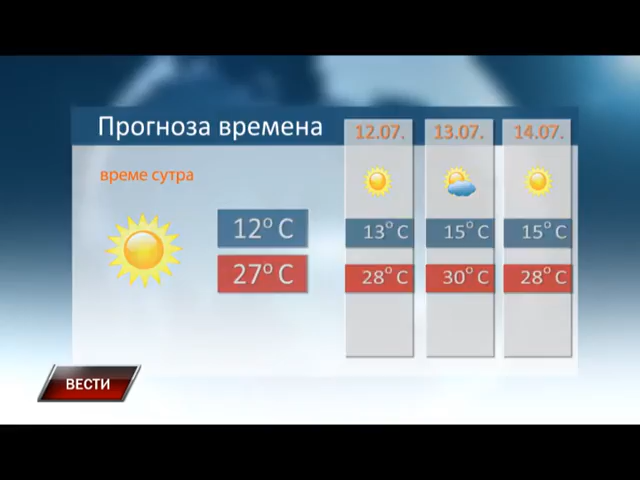 Прогноза времена
12.07. 13.07. 14.07.
време сутра
12° C 13° C 15° C 15° C
27° C 28° C 30° C 28° C
ВЕСТИ